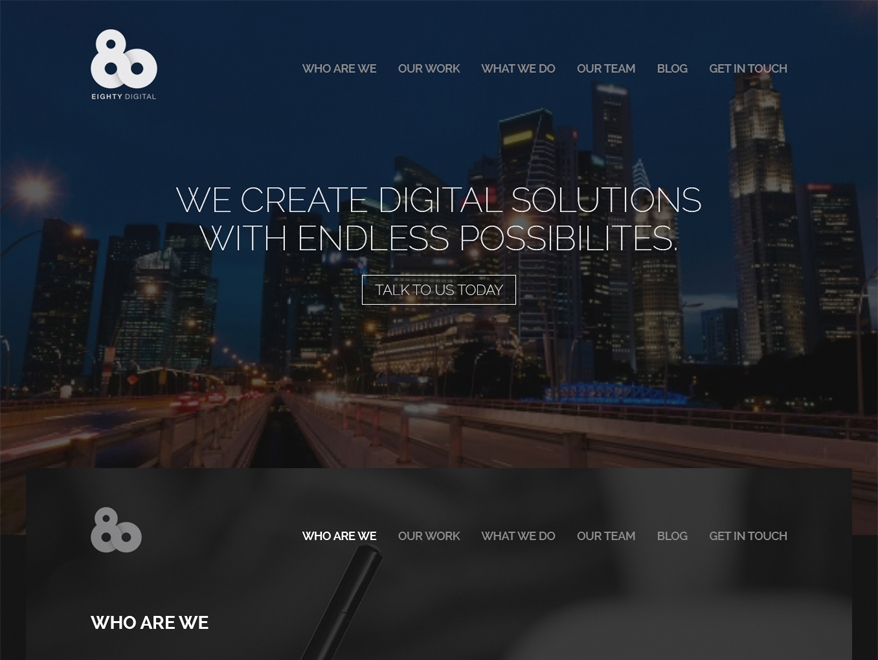 80
EIGHTY DIGITAL
WHO ARE WE OUR WORK WHAT WE DO OUR TEAM BLOG GET IN TOUCH
WE CREATE DIGITAL SOLUTIONS
WITH ENDLESS POSSIBILITES.
TALK TO US TODAY
80
WHO ARE WE OUR WORK WHAT WE DO OUR TEAM BLOG GET IN TOUCH
WHO ARE WE